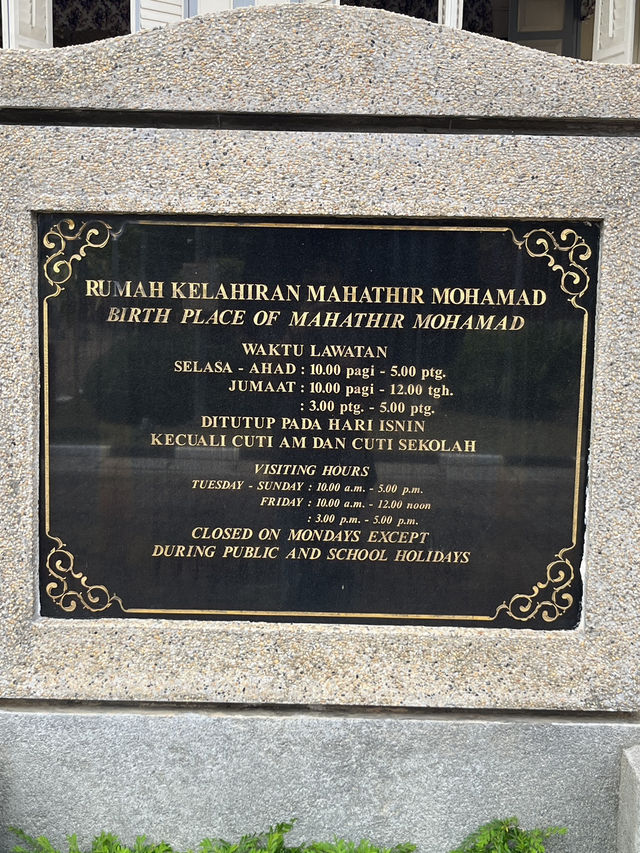 RUMAH KELAHIRAN MAHATHIR MOHAMAD
BIRTH PLACE OF MAHATHIR MOHAMAD
WAKTU LAWATAN
SELASA - AHAD : 10.00 pagi - 5.00 ptg.
JUMAAT : 10.00 pagi - 12.00 tgh.
: 3.00 ptg. - 5.00 ptg.
DITUTUP PADA HARI ISNIN
KECUALI CUTI AM DAN CUTI SEKOLAH
VISITING HOURS
TUESDAY - SUNDAY : 10.00 a.m. - 5.00 p.m.
FRIDAY : 10.00 a.m. - 12.00 noon
: 3.00 p.m. - 5.00 p.m.
CLOSED ON MONDAYS EXCEPT
DURING PUBLIC AND SCHOOL HOLIDAYS